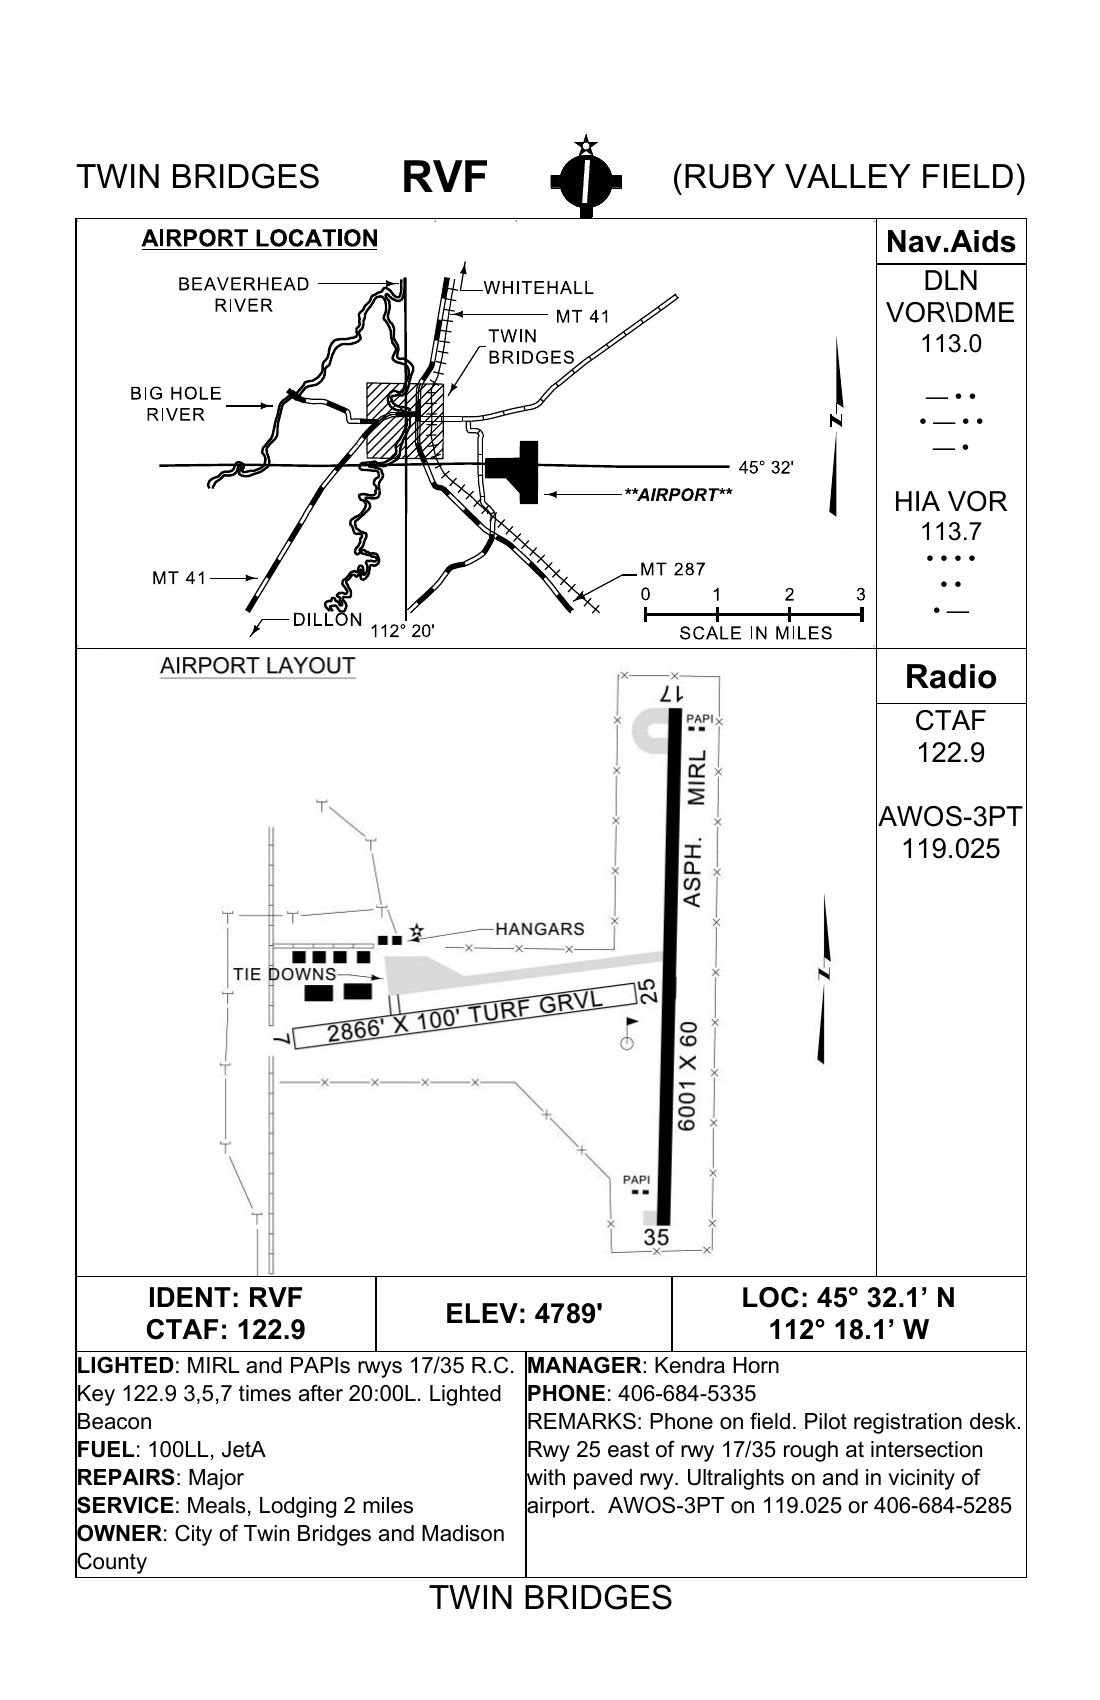 TWIN BRIDGES RVF (RUBY VALLEY FIELD)
AIRPORT LOCATION
BEAVERHEAD
RIVER
WHITEHALL
MT 41
TWIN
BRIDGES
BIG HOLE
RIVER
N
45° 32'
**AIRPORT**
MT 41
MT 287
0 1 2 3
SCALE IN MILES
DILLON
112° 20'
Nav.Aids
DLN
VOR\DME
113.0
— • •
• — • •
— •
HIA VOR
113.7
• • • •
• •
• —
AIRPORT LAYOUT
17
PAPI
MIRL
ASPH.
HANGARS
TIE DOWNS
N
25
2866' X 100' TURF GRVL
7
6001 X 60
PAPI
35
Radio
CTAF
122.9
AWOS-3PT
119.025
IDENT: RVF
CTAF: 122.9
ELEV: 4789'
LOC: 45° 32.1’ N
112° 18.1’ W
LIGHTED: MIRL and PAPIs rwys 17/35 R.C.
Key 122.9 3,5,7 times after 20:00L. Lighted
Beacon
FUEL: 100LL, JetA
REPAIRS: Major
SERVICE: Meals, Lodging 2 miles
OWNER: City of Twin Bridges and Madison
County
MANAGER: Kendra Horn
PHONE: 406-684-5335
REMARKS: Phone on field. Pilot registration desk.
Rwy 25 east of rwy 17/35 rough at intersection
with paved rwy. Ultralights on and in vicinity of
airport. AWOS-3PT on 119.025 or 406-684-5285
TWIN BRIDGES